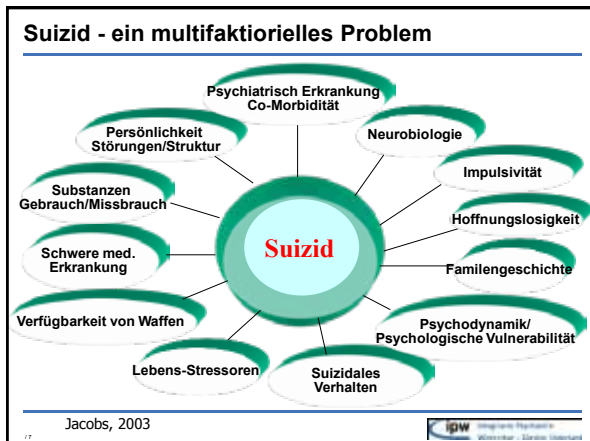 Suizid - ein multifaktiorielles Problem
Psychiatrisch Erkrankung
Co-Morbidität
Neurobiologie
Impulsivität
Hoffnungslosigkeit
Familengeschichte
Psychodynamik/
Psychologische Vulnerabilität
Suizidales
Verhalten
Lebens-Stressoren
Verfügbarkeit von Waffen
Schwere med.
Erkrankung
Substanzen
Gebrauch/Missbrauch
Persönlichkeit
Störungen/Struktur
Suizid
Jacobs, 2003
ipw